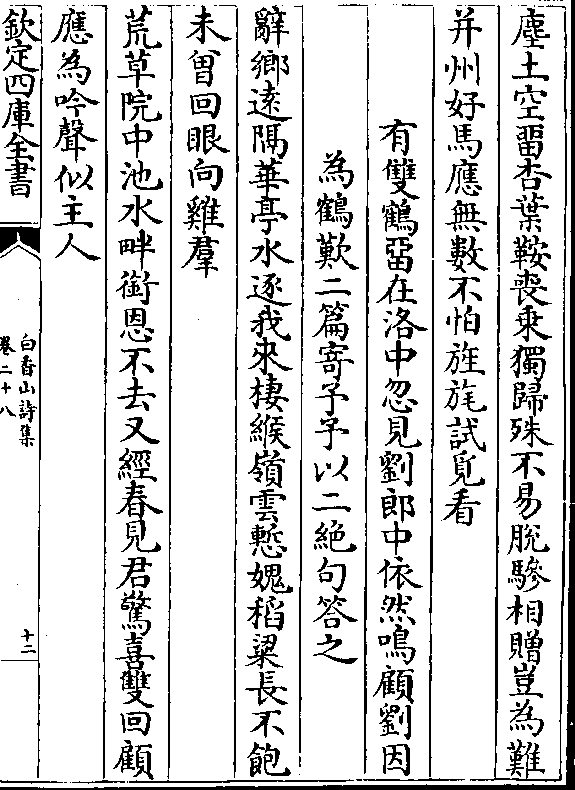 塵土空畱杏葉鞍喪乘獨歸殊不易脫驂相贈豈為難
并州好馬應無數不怕旌旄試覓看
有雙鶴畱在洛中忽見劉郎中依然鳴顧劉因
為鶴歎二篇寄予予以二絶句答之
辭鄉逺隔華亭水逐我來棲緱嶺雲慙媿稻粱長不飽
未曾回眼向雞羣
荒草院中池水畔銜恩不去又經春見君驚喜雙回顧
應為吟聲似主人
欽定四庫全書
白香山詩集
卷二十八
十二